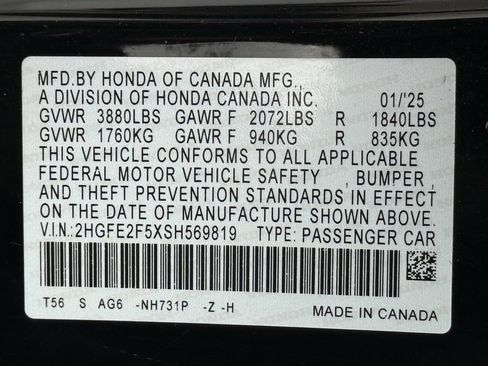 MFD.BY HONDA OF CANADA MFG.,
A DIVISION OF HONDA CANADA INC. 01/'25
GVWR 3880LBS GAWR F 2072LBS R 1840LBS
GVWR 1760KG GAWR F 940KG R 835KG
THIS VEHICLE CONFORMS TO ALL APPLICABLE
FEDERAL MOTOR VEHICLE SAFETY , BUMPER ,
AND THEFT PREVENTION STANDARDS IN EFFECT
ON THE DATE OF MANUFACTURE SHOWN ABOVE.
V.I.N.:2HGFE2F5XSH569819 TYPE: PASSENGER CAR
T56 S AG6 -NH731P -Z -H MADE IN CANADA